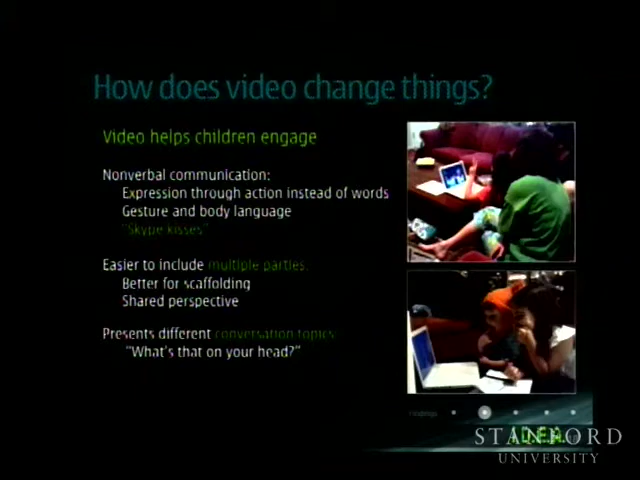 How does video change things?
Video helps children engage
Nonverbal communication:
Expression through action instead of words
Gesture and body language
"Skype kisses"
Easier to include multiple parties.
Better for scaffolding
Shared perspective
Presents different conversation topics:
"What's that on your head?"
findings
STANFORD
UNIVERSITY